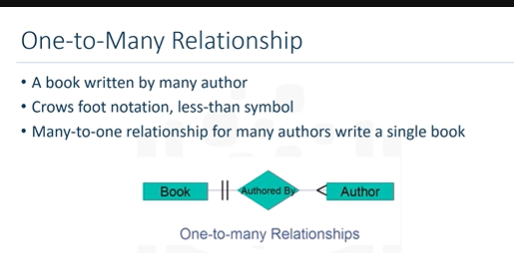 One-to-Many Relationship
• A book written by many author
• Crows foot notation, less-than symbol
• Many-to-one relationship for many authors write a single book
Book Authored By Author
One-to-many Relationships